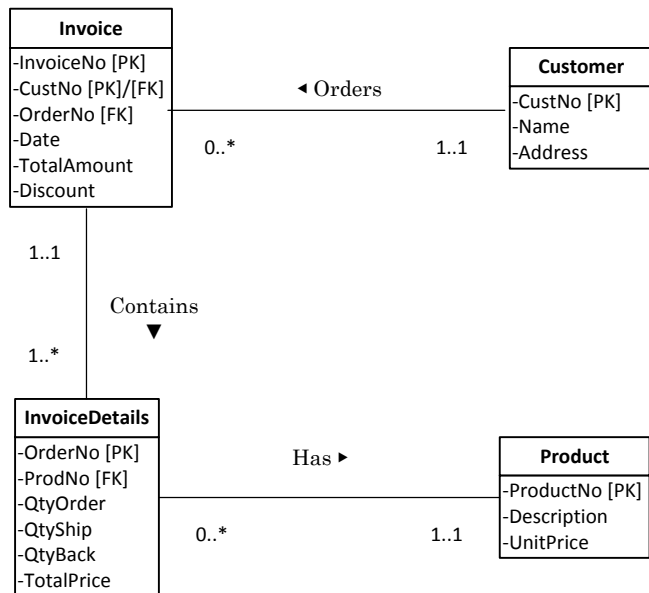 Invoice
-InvoiceNo [PK]
-CustNo [PK]/[FK]
-OrderNo [FK]
-Date
-TotalAmount
-Discount
◄ Orders
0..*
1..1
Customer
-CustNo [PK]
-Name
-Address
1..1
Contains
▼
1..*
InvoiceDetails
-OrderNo [PK]
-ProdNo [FK]
-QtyOrder
-QtyShip
-QtyBack
-TotalPrice
Has ►
0..*
1..1
Product
-ProductNo [PK]
-Description
-UnitPrice